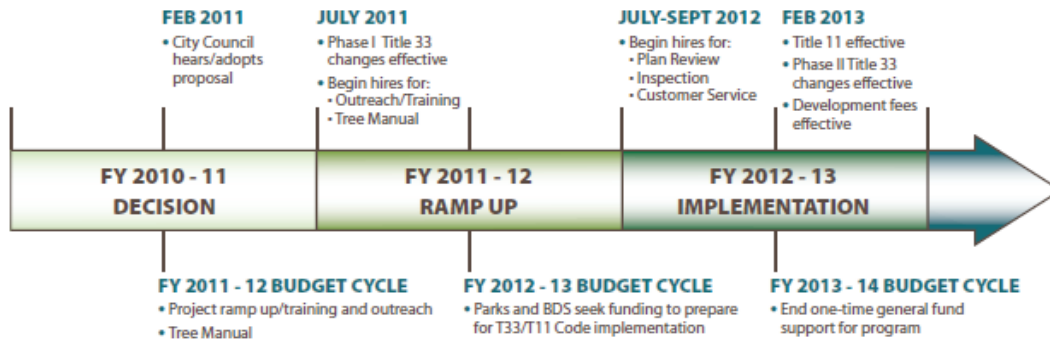 FEB 2011
• City Council
hears/adopts
proposal
JULY 2011
• Phase I Title 33
changes effective
• Begin hires for:
• Outreach/Training
• Tree Manual
JULY-SEPT 2012
• Begin hires for:
• Plan Review
• Inspection
• Customer Service
FEB 2013
• Title 11 effective
• Phase II Title 33
changes effective
• Development fees
effective
FY 2010 - 11
DECISION
FY 2011 - 12
RAMP UP
FY 2012 - 13
IMPLEMENTATION
FY 2011 - 12 BUDGET CYCLE
• Project ramp up/training and outreach
• Tree Manual
FY 2012 - 13 BUDGET CYCLE
• Parks and BDS seek funding to prepare
for T33/T11 Code implementation
FY 2013 - 14 BUDGET CYCLE
• End one-time general fund
support for program